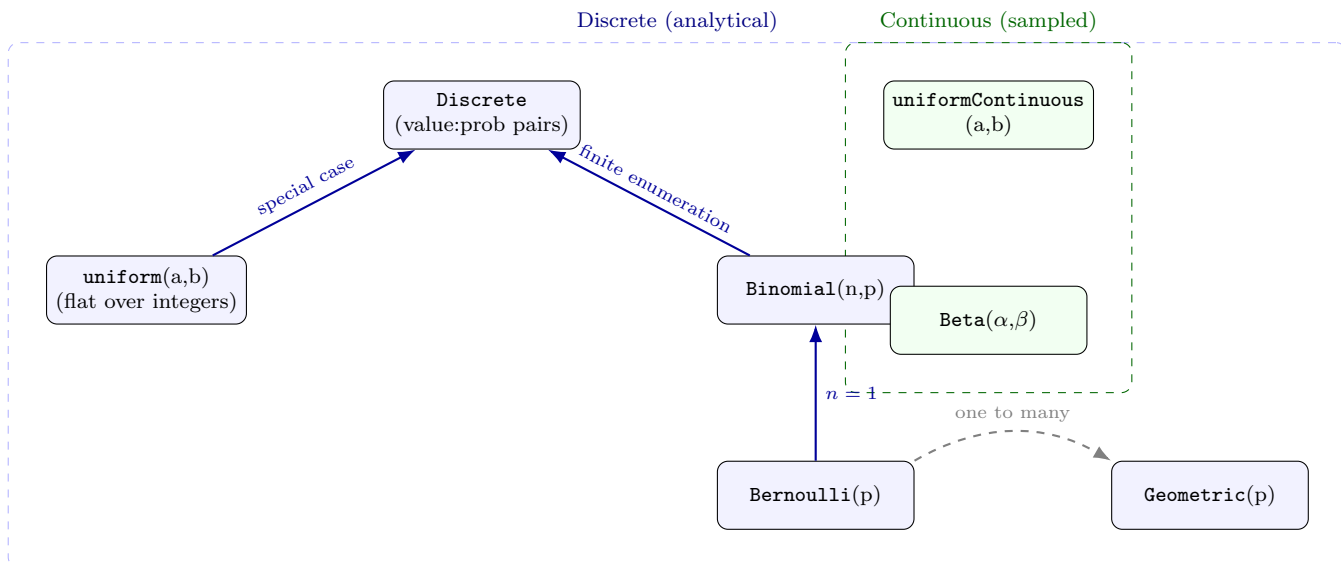 Discrete (analytical)
Continuous (sampled)
Discrete
(value:prob pairs)
uniformContinuous
(a,b)
special case
finite enumeration
uniform(a,b)
(flat over integers)
Binomial(n,p)
Beta(α,β)
n = 1
one to many
Bernoulli(p)
Geometric(p)